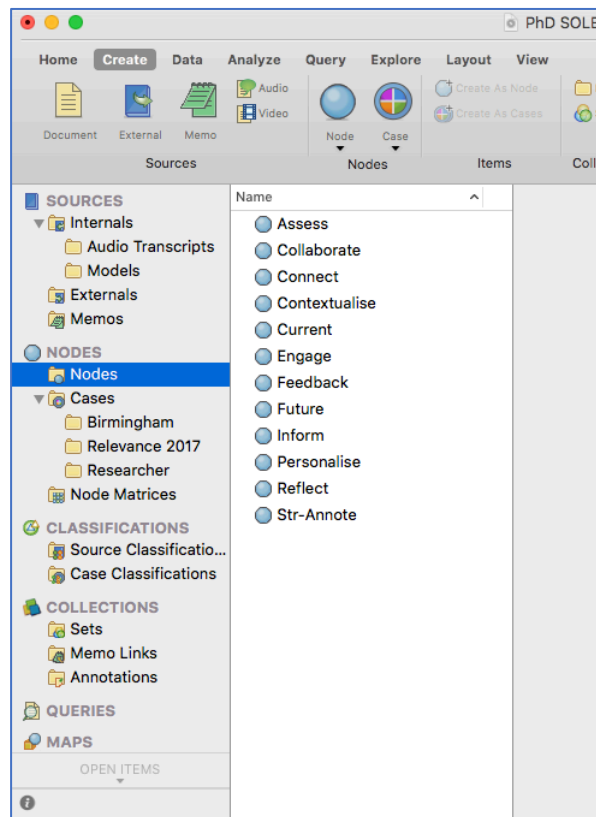 PhD SOLE
Home Create Data Analyze Query Explore Layout View
Audio
Video
Create As Node
Create As Cases
Document External Memo Node Case
Sources Nodes Items Coll
SOURCES
Internals
Audio Transcripts
Models
Externals
Memos
NODES
Nodes
Cases
Birmingham
Relevance 2017
Researcher
Node Matrices
CLASSIFICATIONS
Source Classificatio...
Case Classifications
COLLECTIONS
Sets
Memo Links
Annotations
QUERIES
MAPS
OPEN ITEMS
Name
Assess
Collaborate
Connect
Contextualise
Current
Engage
Feedback
Future
Inform
Personalise
Reflect
Str-Annote